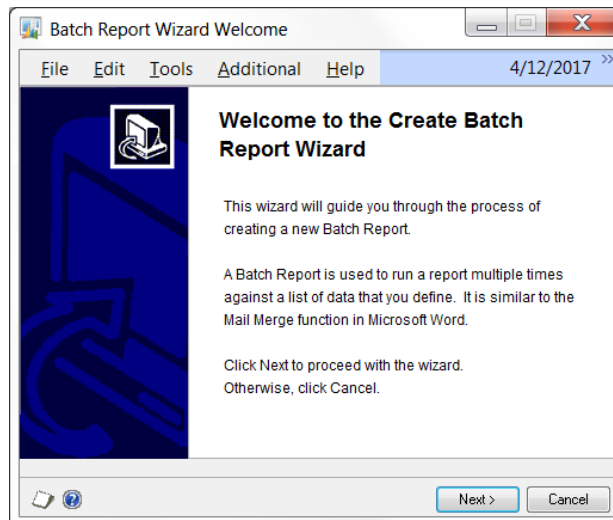 Batch Report Wizard Welcome
File Edit Tools Additional Help 4/12/2017 »
Welcome to the Create Batch
Report Wizard
This wizard will guide you through the process of
creating a new Batch Report.
A Batch Report is used to run a report multiple times
against a list of data that you define. It is similar to the
Mail Merge function in Microsoft Word.
Click Next to proceed with the wizard.
Otherwise, click Cancel.
Next > Cancel